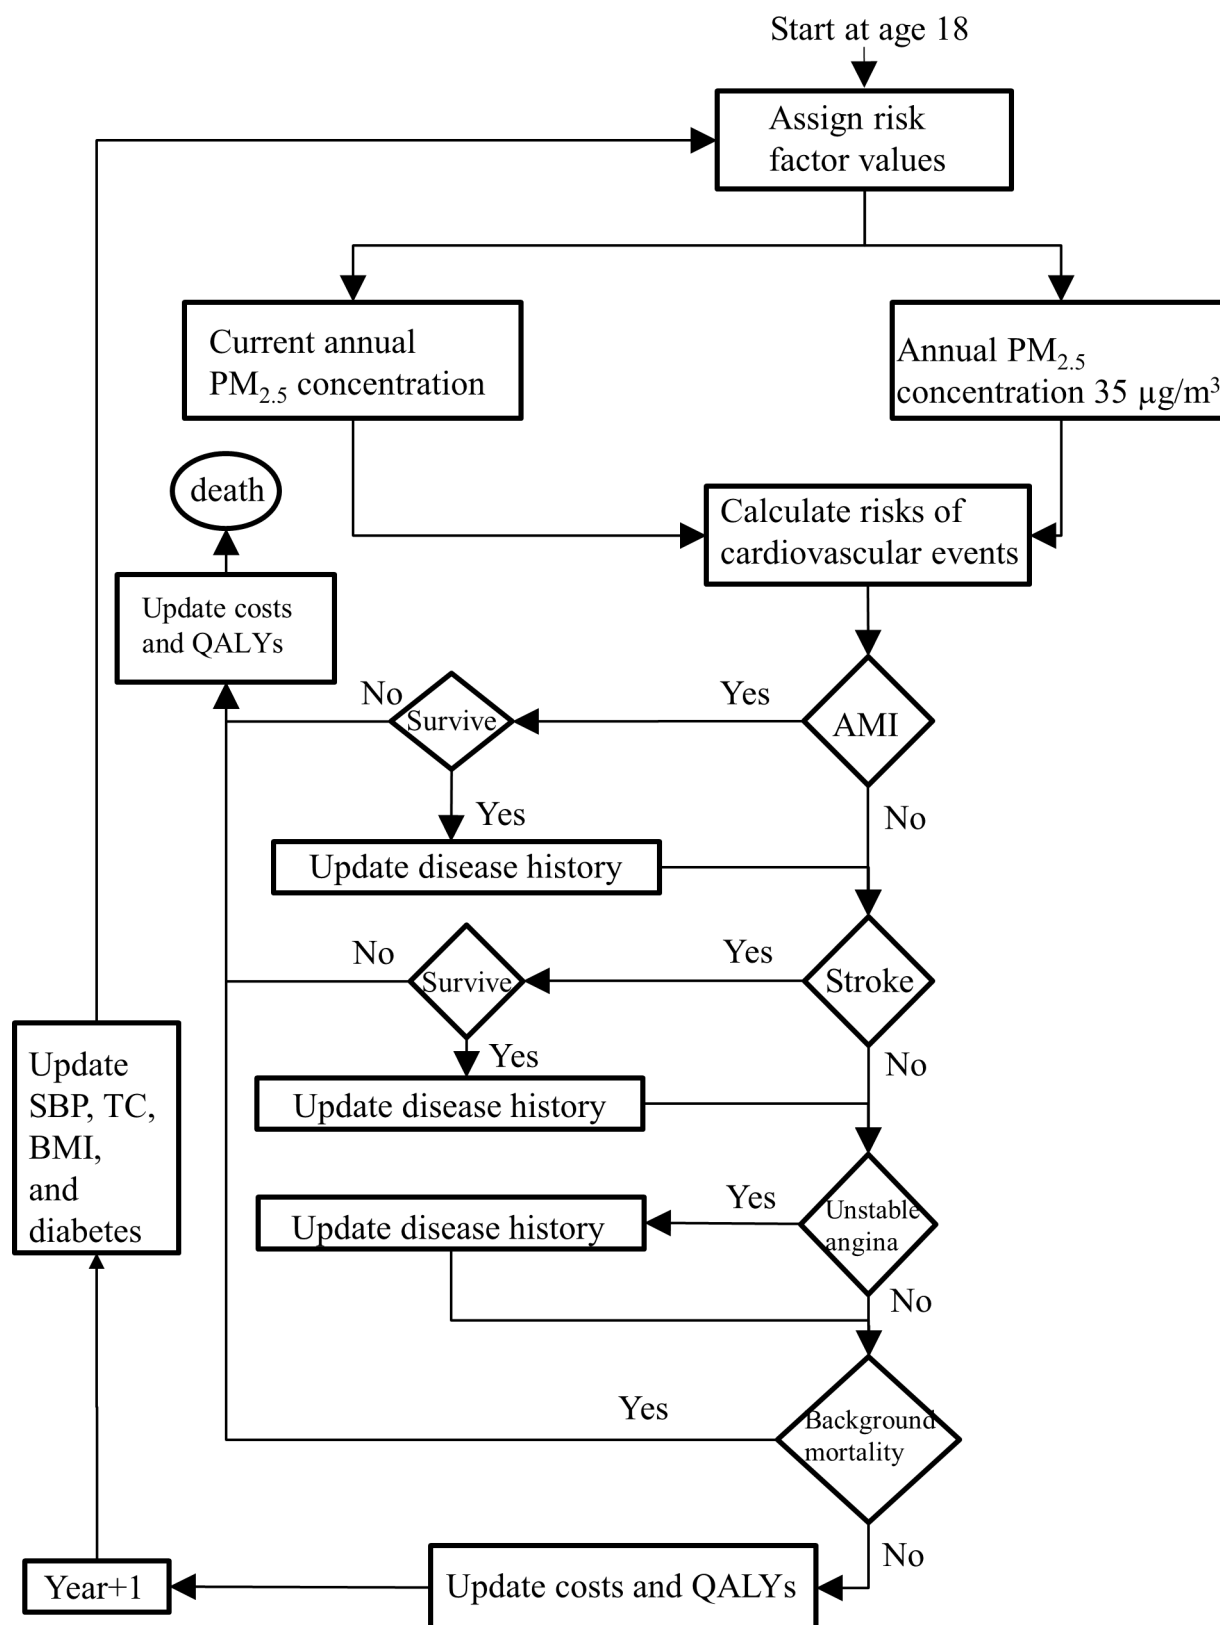 Start at age 18
Assign risk
factor values
Current annual
PM2.5 concentration
Annual PM2.5
concentration 35 µg/m³
death
Calculate risks of
cardiovascular events
Update costs
and QALYs
No
Survive
Yes
AMI
Yes
No
Update disease history
No
Survive
Yes
Stroke
Yes
No
Update disease history
Update
SBP, TC,
BMI,
and
diabetes
Yes
Unstable
angina
Update disease history
No
Yes
Background
mortality
No
Update costs and QALYs
Year+1